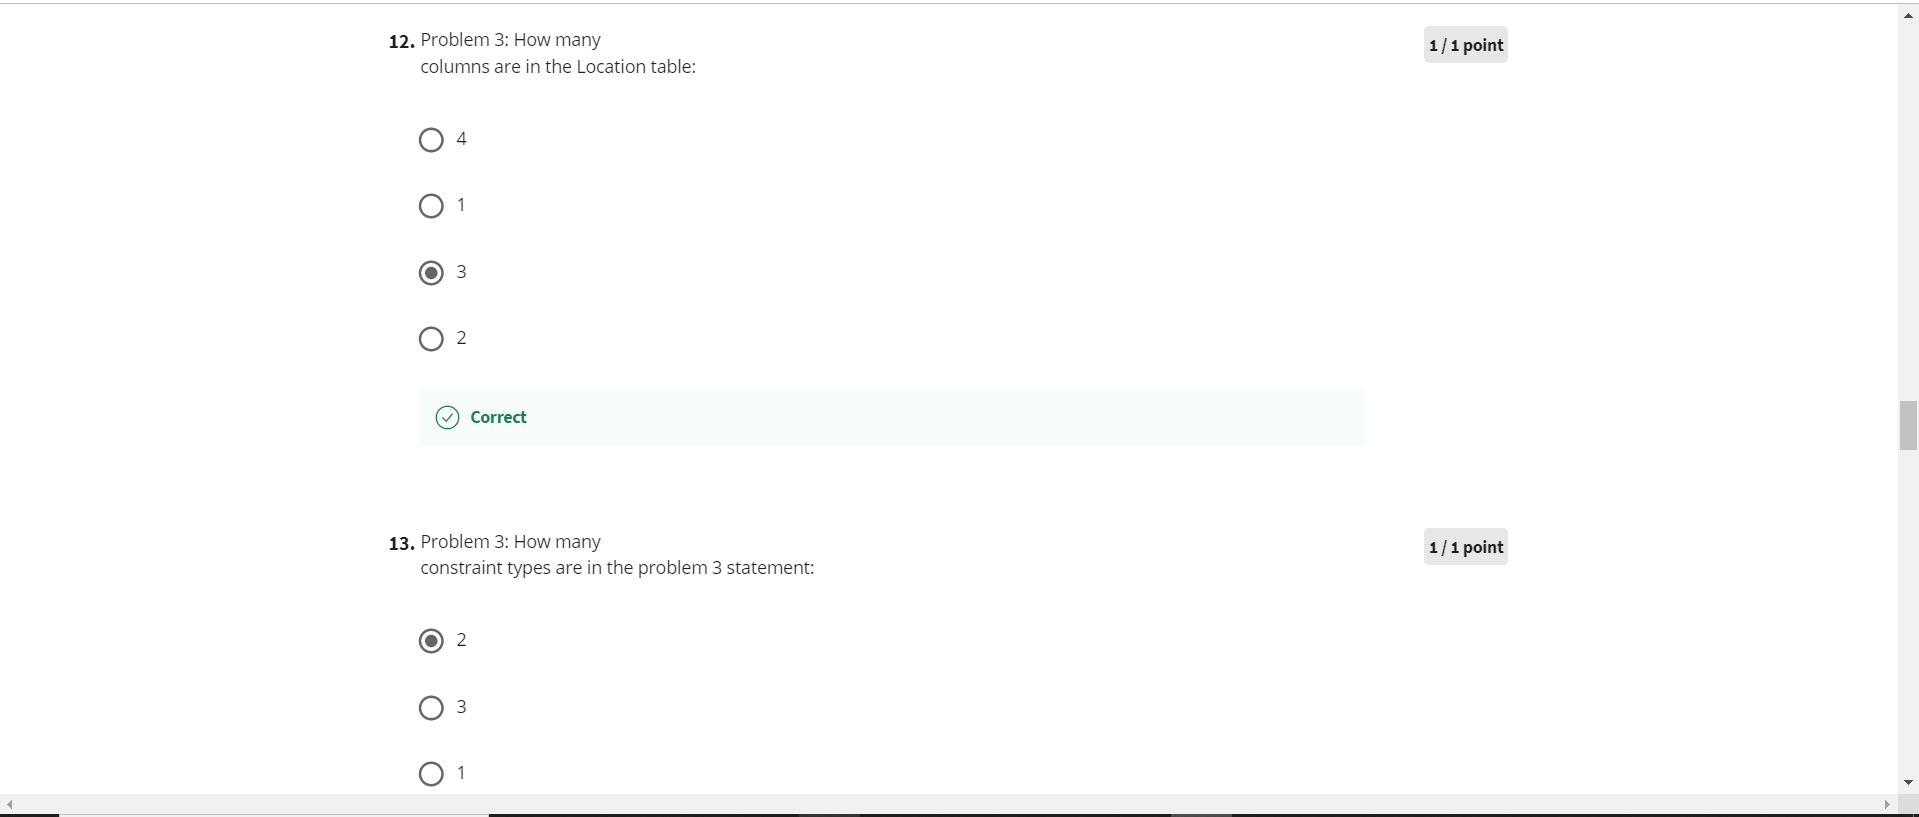 12. Problem 3: How many
columns are in the Location table:
1 / 1 point
4
1
3
2
Correct
13. Problem 3: How many
constraint types are in the problem 3 statement:
1 / 1 point
2
3
1